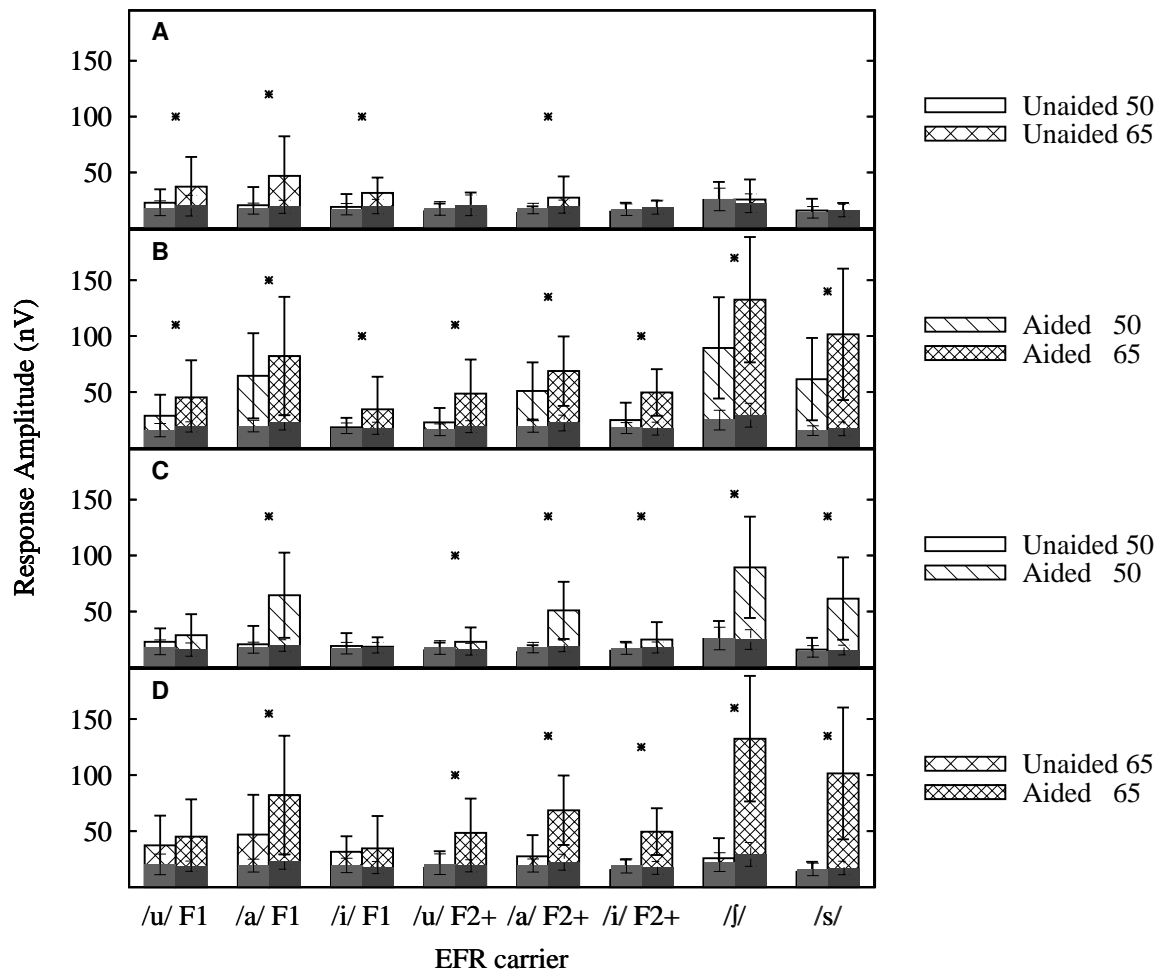 A
150
100
50
Unaided 50
Unaided 65
B
150
100
50
Aided 50
Aided 65
C
150
100
50
Unaided 50
Aided 50
D
150
100
50
Unaided 65
Aided 65
Response Amplitude (nV)
/u/ F1 /a/ F1 /i/ F1 /u/ F2+ /a/ F2+ /i/ F2+ /ʃ/ /s/
EFR carrier